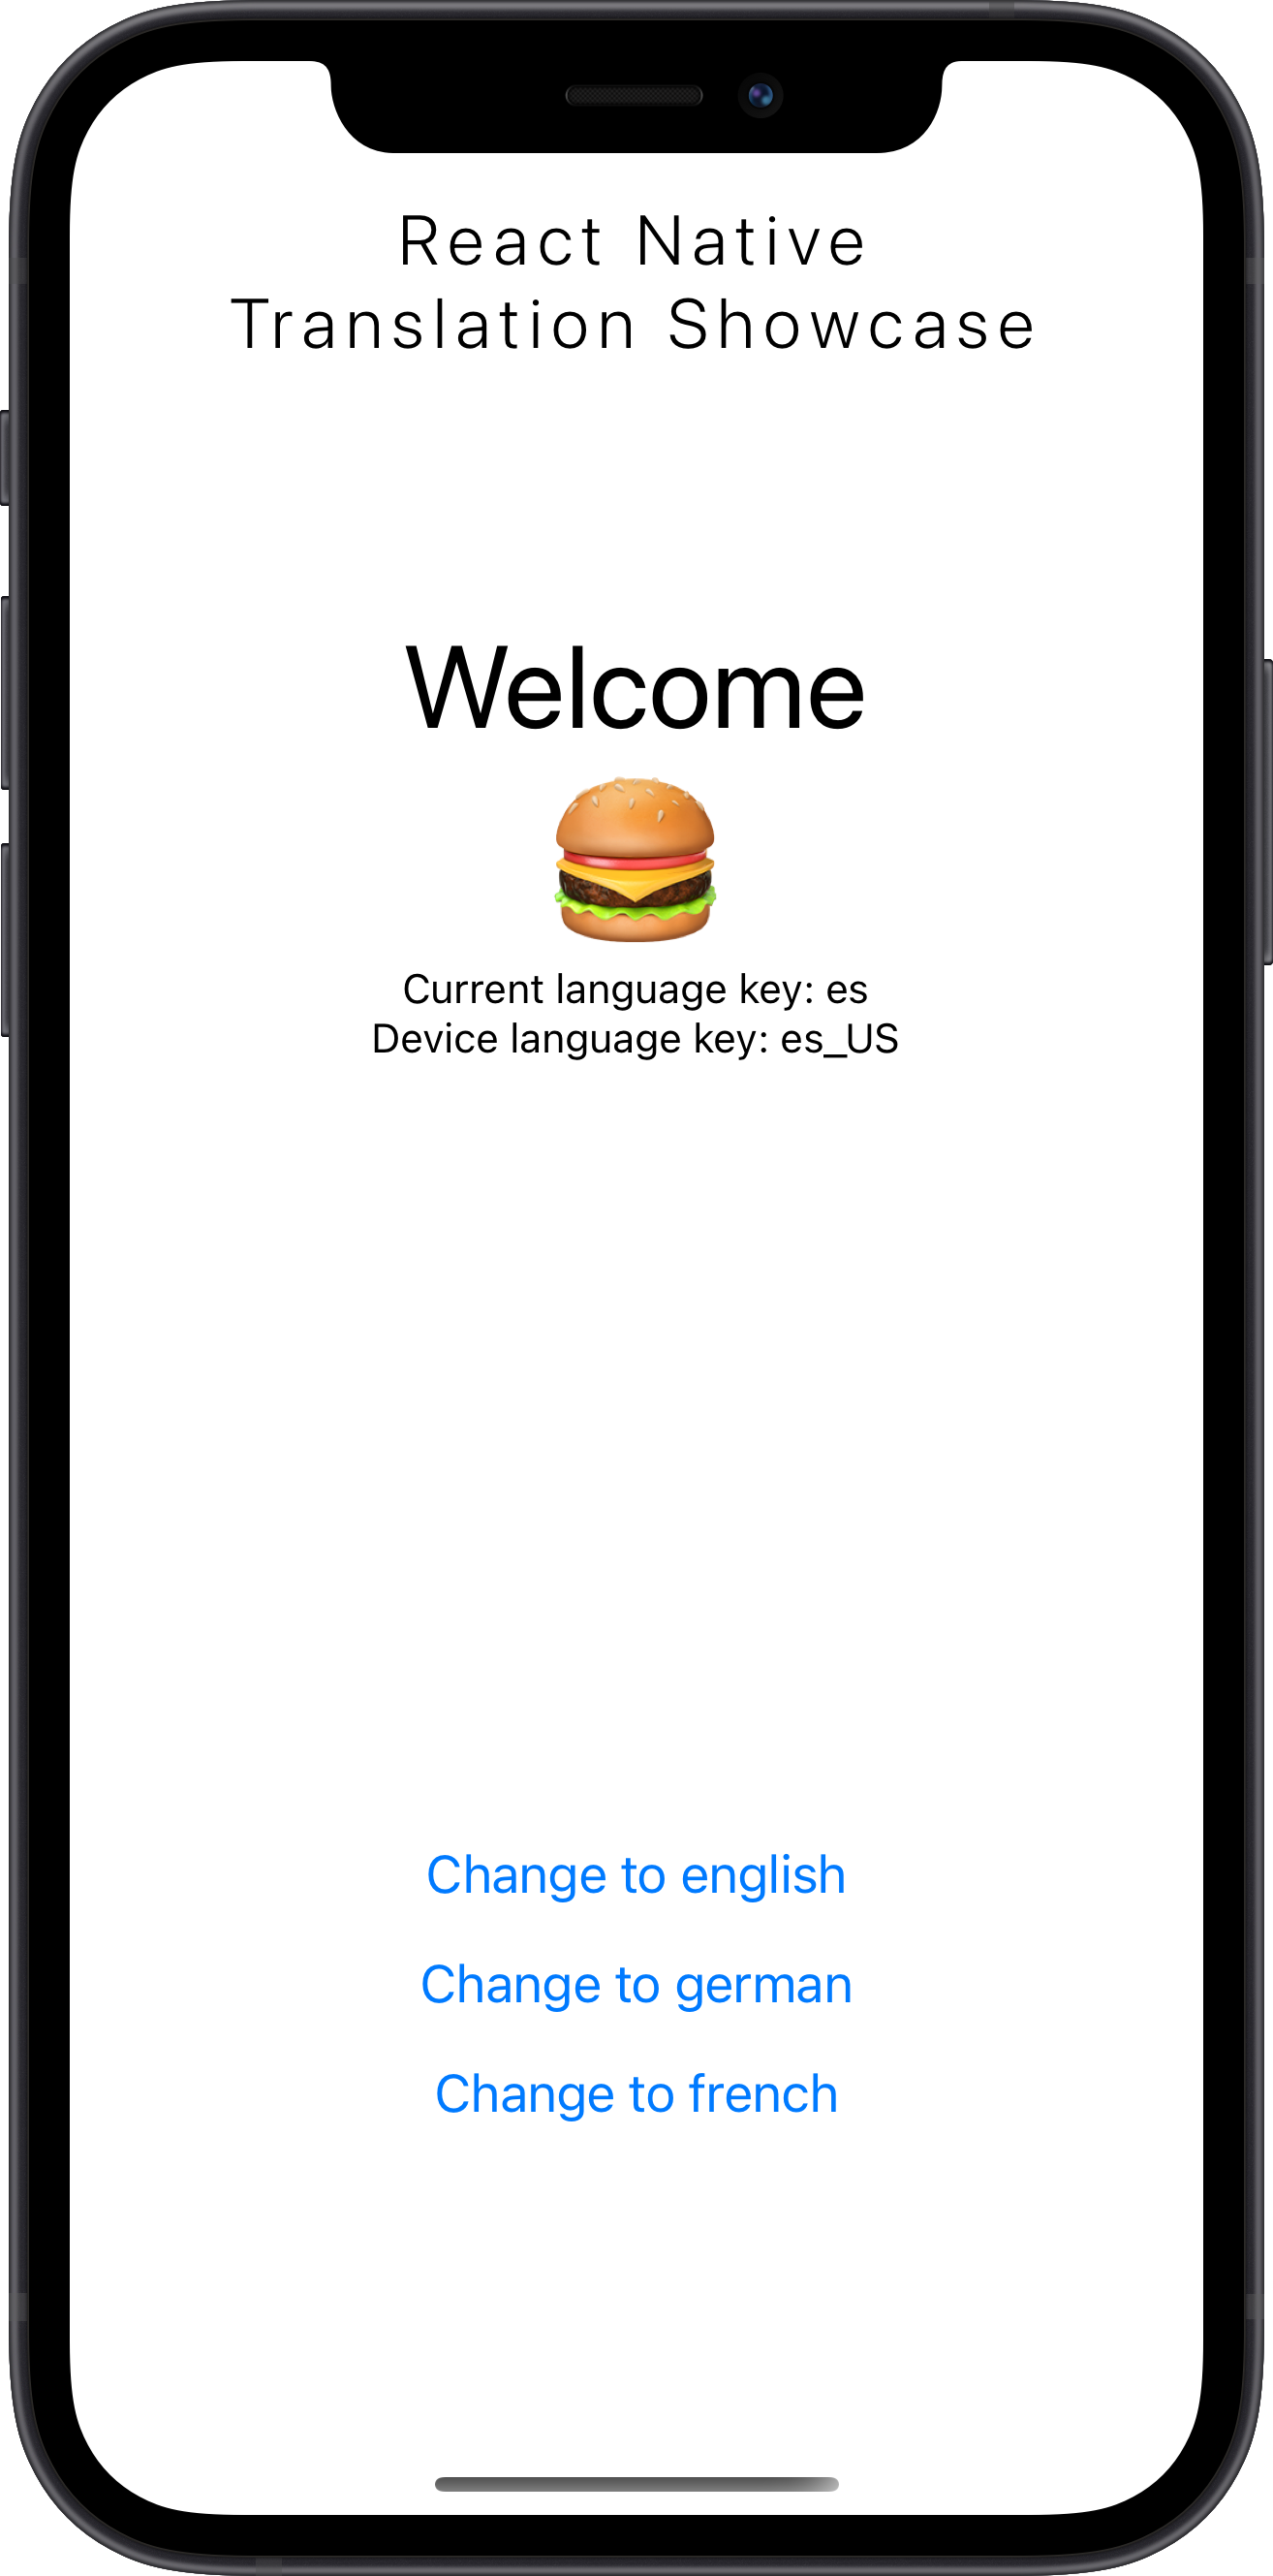 React Native
Translation Showcase
Welcome
Current language key: es
Device language key: es_US
Change to english
Change to german
Change to french